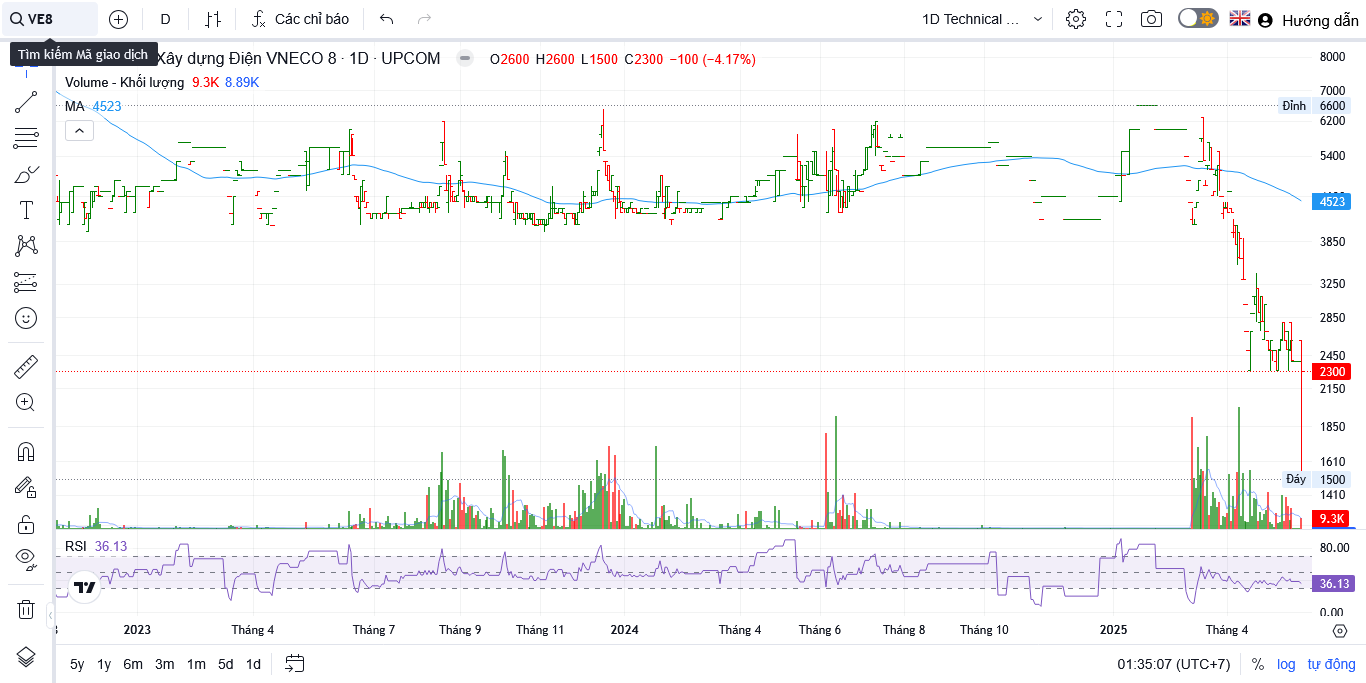 VE8
D
Các chỉ báo
1D Technical ...
Hướng dẫn
Tìm kiếm Mã giao dịch
Xây dựng Điện VNECO 8 · 1D · UPCOM
O2600 H2600 L1500 C2300 −100 (−4.17%)
Volume - Khối lượng 9.3K 8.89K
MA 4523
8000
7000
Đỉnh 6600
6200
5400
4523
3850
3250
2850
2450
2300
2150
1850
1610
Đáy 1500
1410
9.3K
RSI 36.13
80.00
36.13
0.00
2023
Tháng 4
Tháng 7
Tháng 9
Tháng 11
2024
Tháng 4
Tháng 6
Tháng 8
Tháng 10
2025
Tháng 4
5y 1y 6m 3m 1m 5d 1d
01:35:07 (UTC+7)
% log tự động